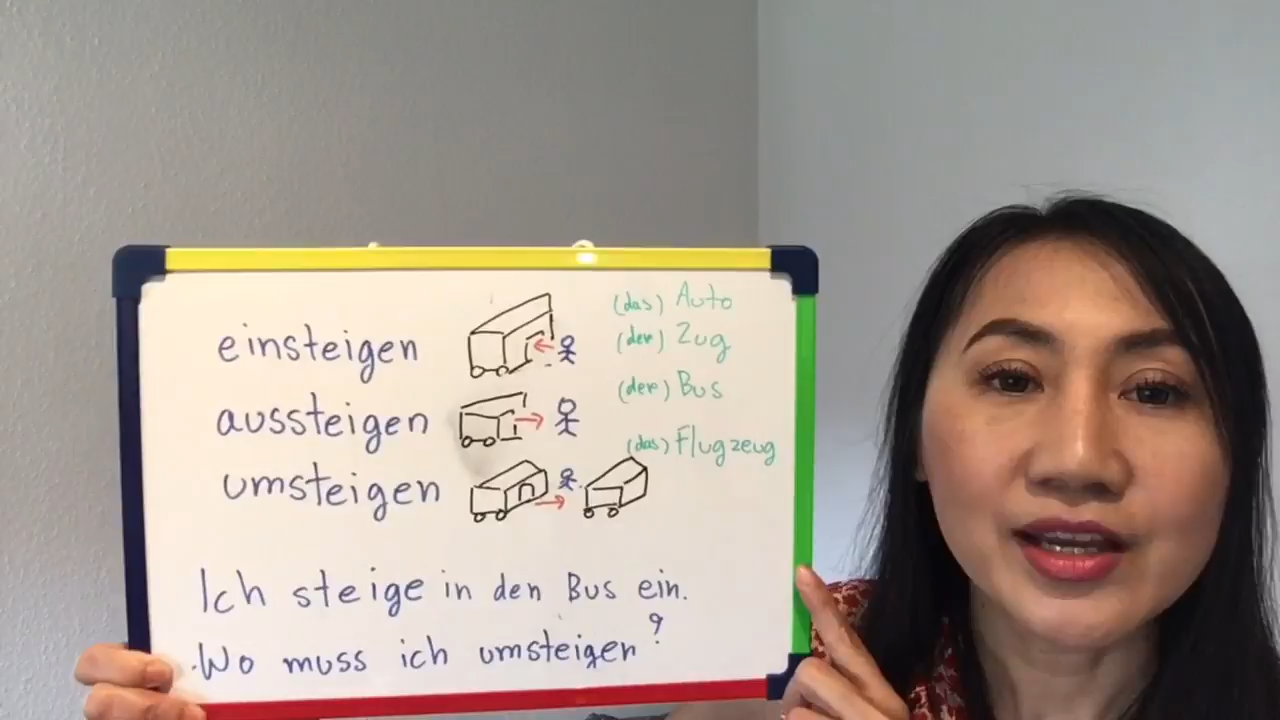 einsteigen
aussteigen
umsteigen
(das) Auto
(der) Zug
(der) Bus
(das) Flugzeug
Ich steige in den Bus ein.
Wo muss ich umsteigen?